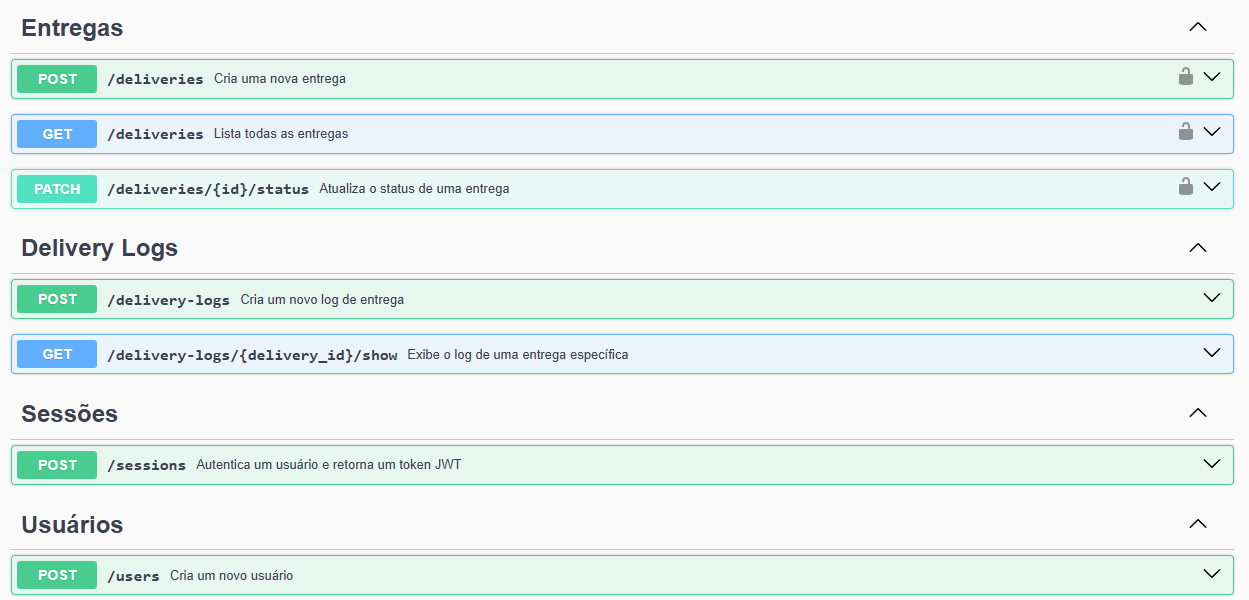 Entregas
POST /deliveries Cria uma nova entrega
GET /deliveries Lista todas as entregas
PATCH /deliveries/{id}/status Atualiza o status de uma entrega
Delivery Logs
POST /delivery-logs Cria um novo log de entrega
GET /delivery-logs/{delivery_id}/show Exibe o log de uma entrega específica
Sessões
POST /sessions Autentica um usuário e retorna um token JWT
Usuários
POST /users Cria um novo usuário